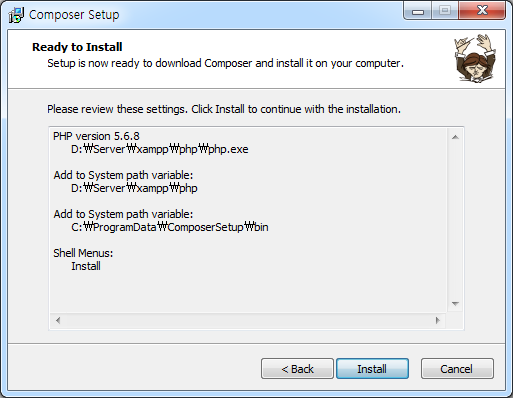 Composer Setup
Ready to Install
Setup is now ready to download Composer and install it on your computer.
Please review these settings. Click Install to continue with the installation.
PHP version 5.6.8
D:₩Server₩xampp₩php₩php.exe
Add to System path variable:
D:₩Server₩xampp₩php
Add to System path variable:
C:₩ProgramData₩ComposerSetup₩bin
Shell Menus:
Install
< Back
Install
Cancel